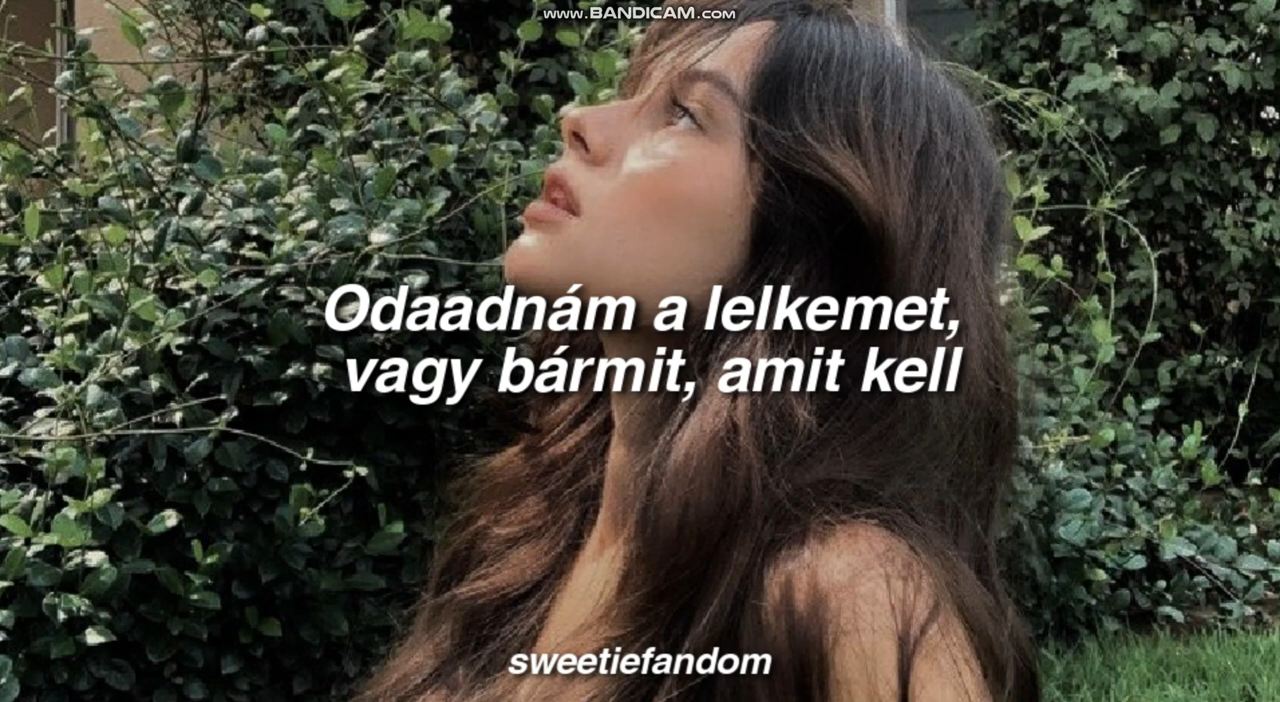 www.BANDICAM.com
Odaadnám a lelkemet,
vagy bármit, amit kell
sweetiefandom